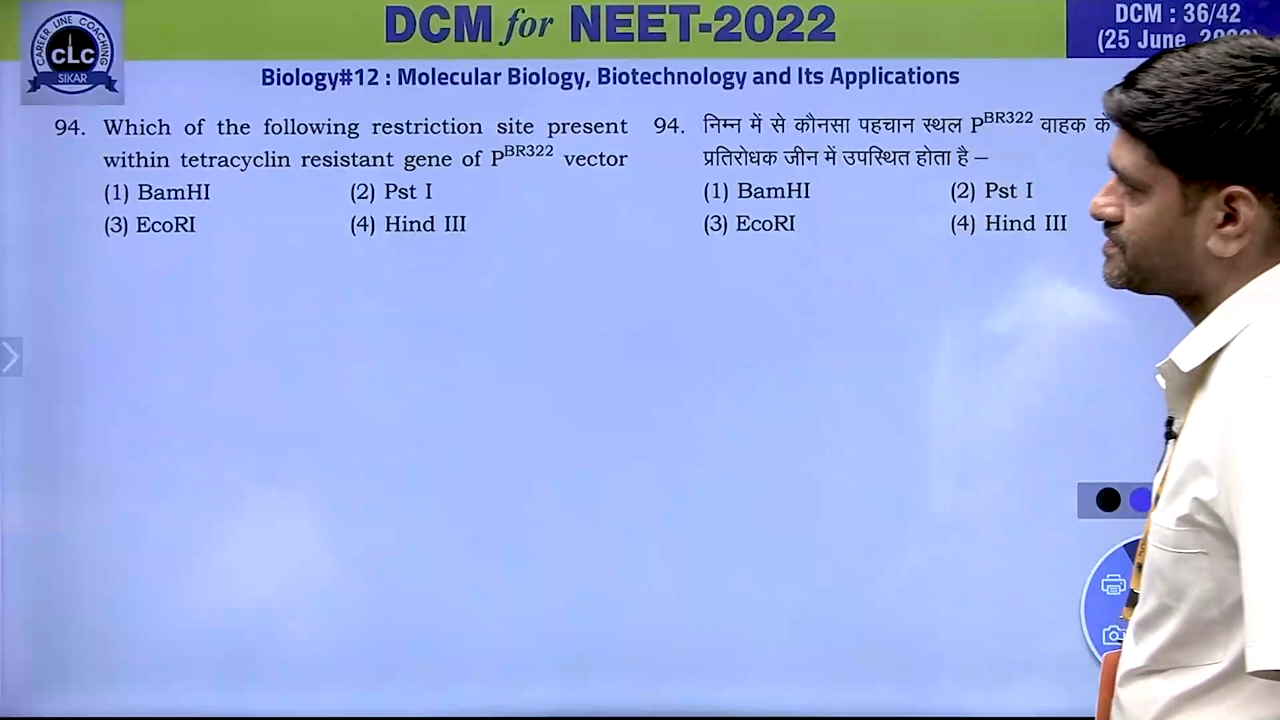 CAREER LINE COACHING
CLC
SIKAR
DCM for NEET-2022
DCM : 36/42
(25 June, 2022)
Biology#12 : Molecular Biology, Biotechnology and Its Applications
94. Which of the following restriction site present
within tetracyclin resistant gene of P^BR322 vector
(1) BamHI (2) Pst I
(3) EcoRI (4) Hind III
94. निम्न में से कौनसा पहचान स्थल P^BR322 वाहक के
प्रतिरोधक जीन में उपस्थित होता है –
(1) BamHI (2) Pst I
(3) EcoRI (4) Hind III